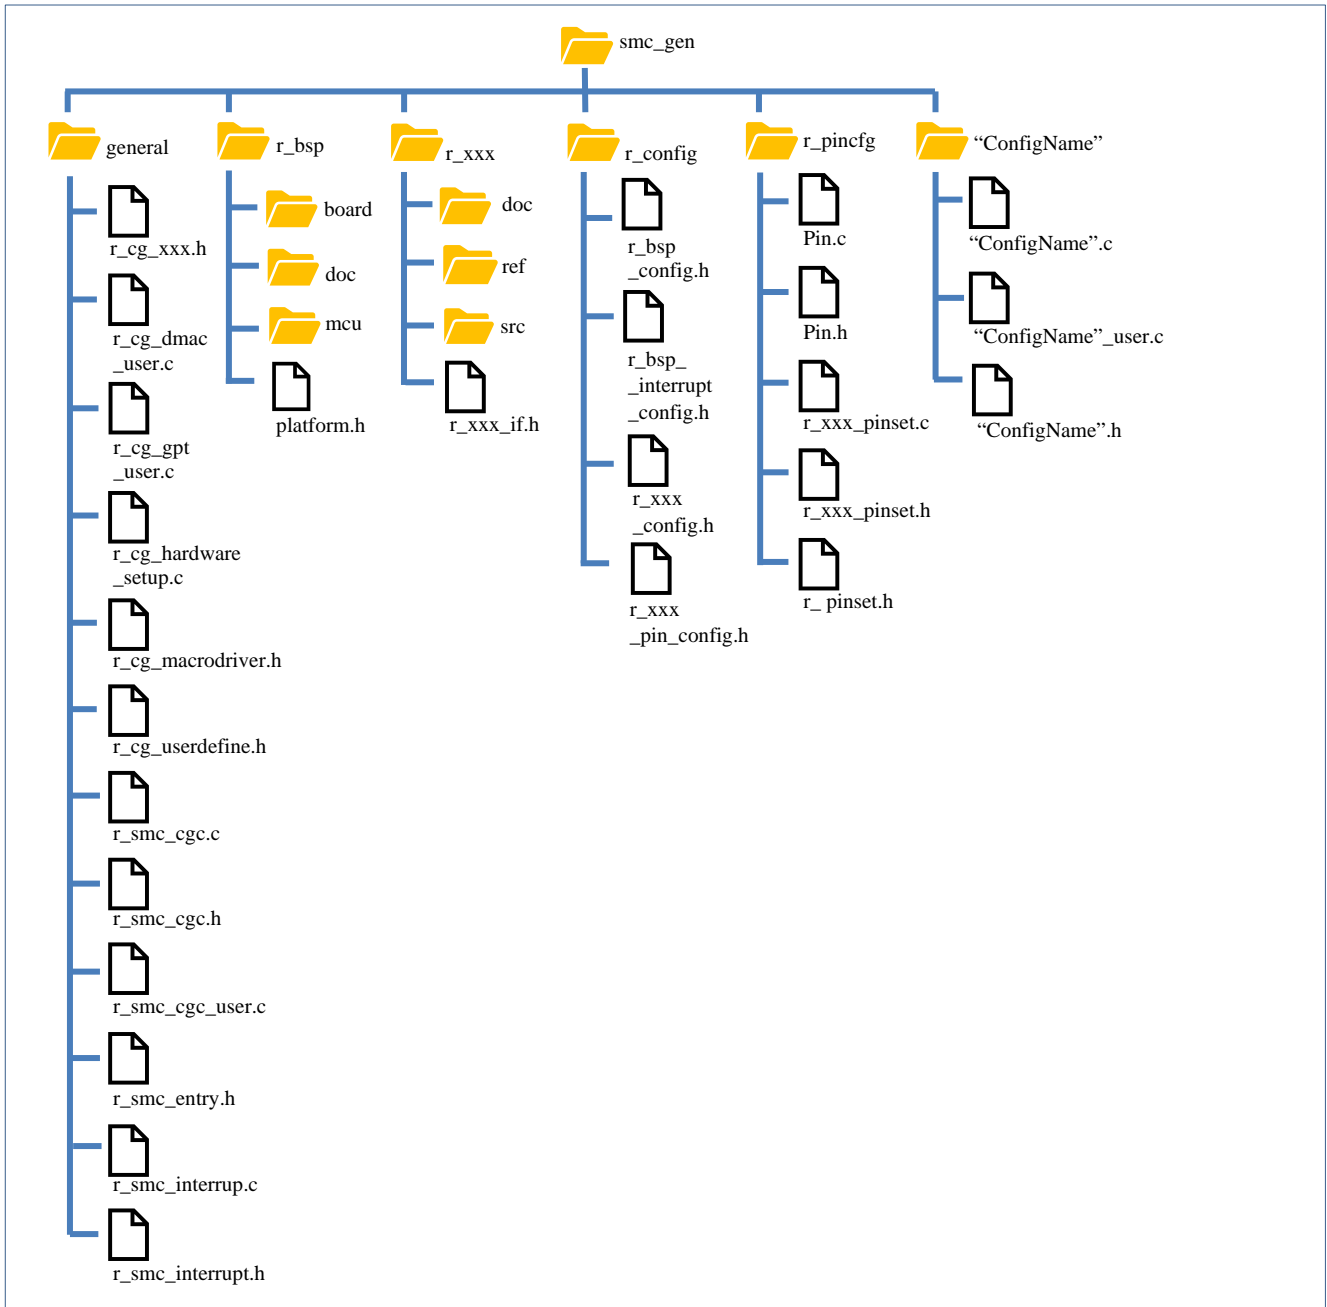 smc_gen
general
r_cg_xxx.h
r_cg_dmac
_user.c
r_cg_gpt
_user.c
r_cg_hardware
_setup.c
r_cg_macrodriver.h
r_cg_userdefine.h
r_smc_cgc.c
r_smc_cgc.h
r_smc_cgc_user.c
r_smc_entry.h
r_smc_interrup.c
r_smc_interrupt.h
r_bsp
board
doc
mcu
platform.h
r_xxx
doc
ref
src
r_xxx_if.h
r_config
r_bsp
_config.h
r_bsp_
_interrupt
_config.h
r_xxx
_config.h
r_xxx
_pin_config.h
r_pincfg
Pin.c
Pin.h
r_xxx_pinset.c
r_xxx_pinset.h
r_ pinset.h
“ConfigName”
“ConfigName”.c
“ConfigName”_user.c
“ConfigName”.h